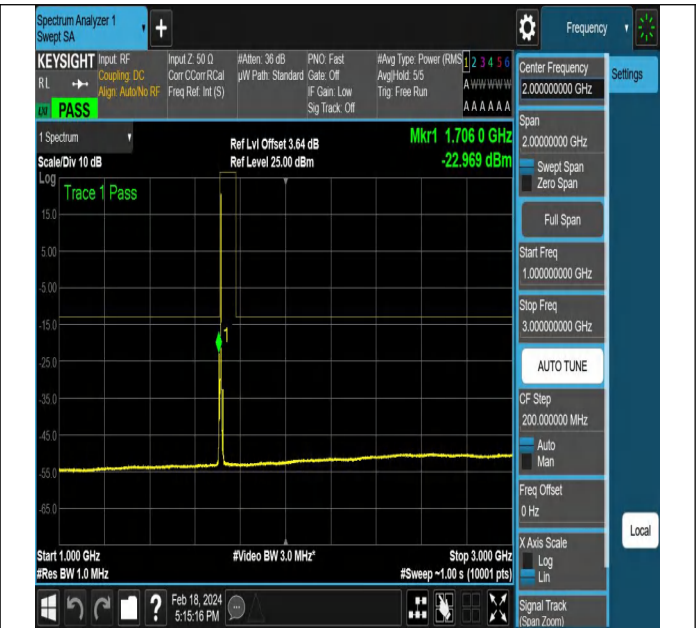 Spectrum Analyzer 1
Swept SA
+
Frequency
KEYSIGHT
RL
PASS
Input: RF
Coupling: DC
Align: Auto/No RF
Input Z: 50 Ω
Corr CCorr RCal
Freq Ref: Int (S)
#Atten: 36 dB
µW Path: Standard
PNO: Fast
Gate: Off
IF Gain: Low
Sig Track: Off
#Avg Type: Power (RMS)
Avg|Hold: 5/5
Trig: Free Run
1 2 3 4 5 6
A W W W W W
A A A A A A
1 Spectrum
Scale/Div 10 dB
Log
Ref Lvl Offset 3.64 dB
Ref Level 25.00 dBm
Mkr1 1.706 0 GHz
-22.969 dBm
Trace 1 Pass
15.0
5.00
-5.00
-15.0
1
-25.0
-35.0
-45.0
-55.0
-65.0
Start 1.000 GHz
#Res BW 1.0 MHz
#Video BW 3.0 MHz*
Stop 3.000 GHz
#Sweep ~1.00 s (10001 pts)
?
Feb 18, 2024
5:15:16 PM
Center Frequency
2.000000000 GHz
Settings
Span
2.00000000 GHz
Swept Span
Zero Span
Full Span
Start Freq
1.000000000 GHz
Stop Freq
3.000000000 GHz
AUTO TUNE
CF Step
200.000000 MHz
Auto
Man
Freq Offset
0 Hz
X Axis Scale
Log
Lin
Local
Signal Track
(Span Zoom)